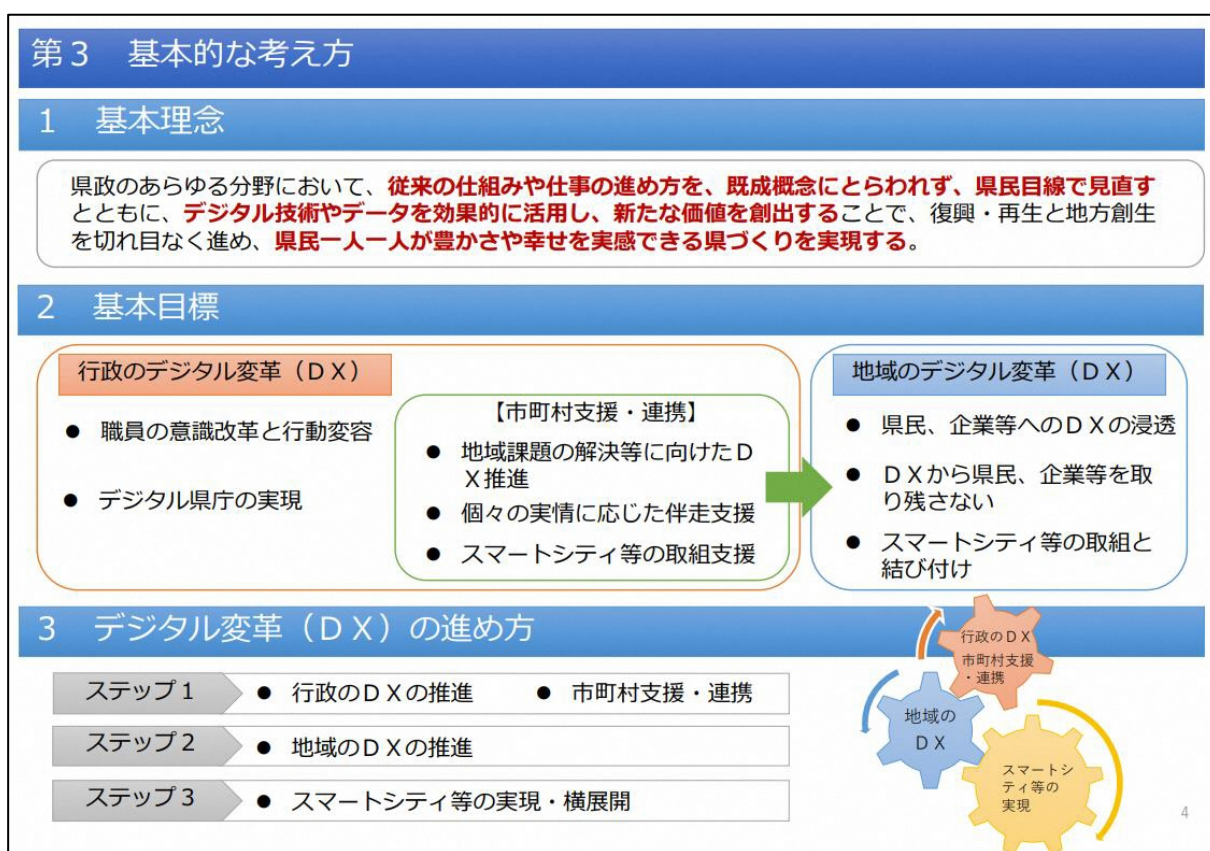 第３　基本的な考え方
１　基本理念
県政のあらゆる分野において、従来の仕組みや仕事の進め方を、既成概念にとらわれず、県民目線で見直す
とともに、デジタル技術やデータを効果的に活用し、新たな価値を創出することで、復興・再生と地方創生
を切れ目なく進め、県民一人一人が豊かさや幸せを実感できる県づくりを実現する。
２　基本目標
行政のデジタル変革（ＤＸ）
● 職員の意識改革と行動変容
● デジタル県庁の実現
【市町村支援・連携】
● 地域課題の解決等に向けたＤ
Ｘ推進
● 個々の実情に応じた伴走支援
● スマートシティ等の取組支援
地域のデジタル変革（ＤＸ）
● 県民、企業等へのＤＸの浸透
● ＤＸから県民、企業等を取
り残さない
● スマートシティ等の取組と
結び付け
３　デジタル変革（ＤＸ）の進め方
ステップ１　● 行政のＤＸの推進　● 市町村支援・連携
ステップ２　● 地域のＤＸの推進
ステップ３　● スマートシティ等の実現・横展開
行政のＤＸ
市町村支援
・連携
地域の
ＤＸ
スマートシ
ティ等の
実現
4